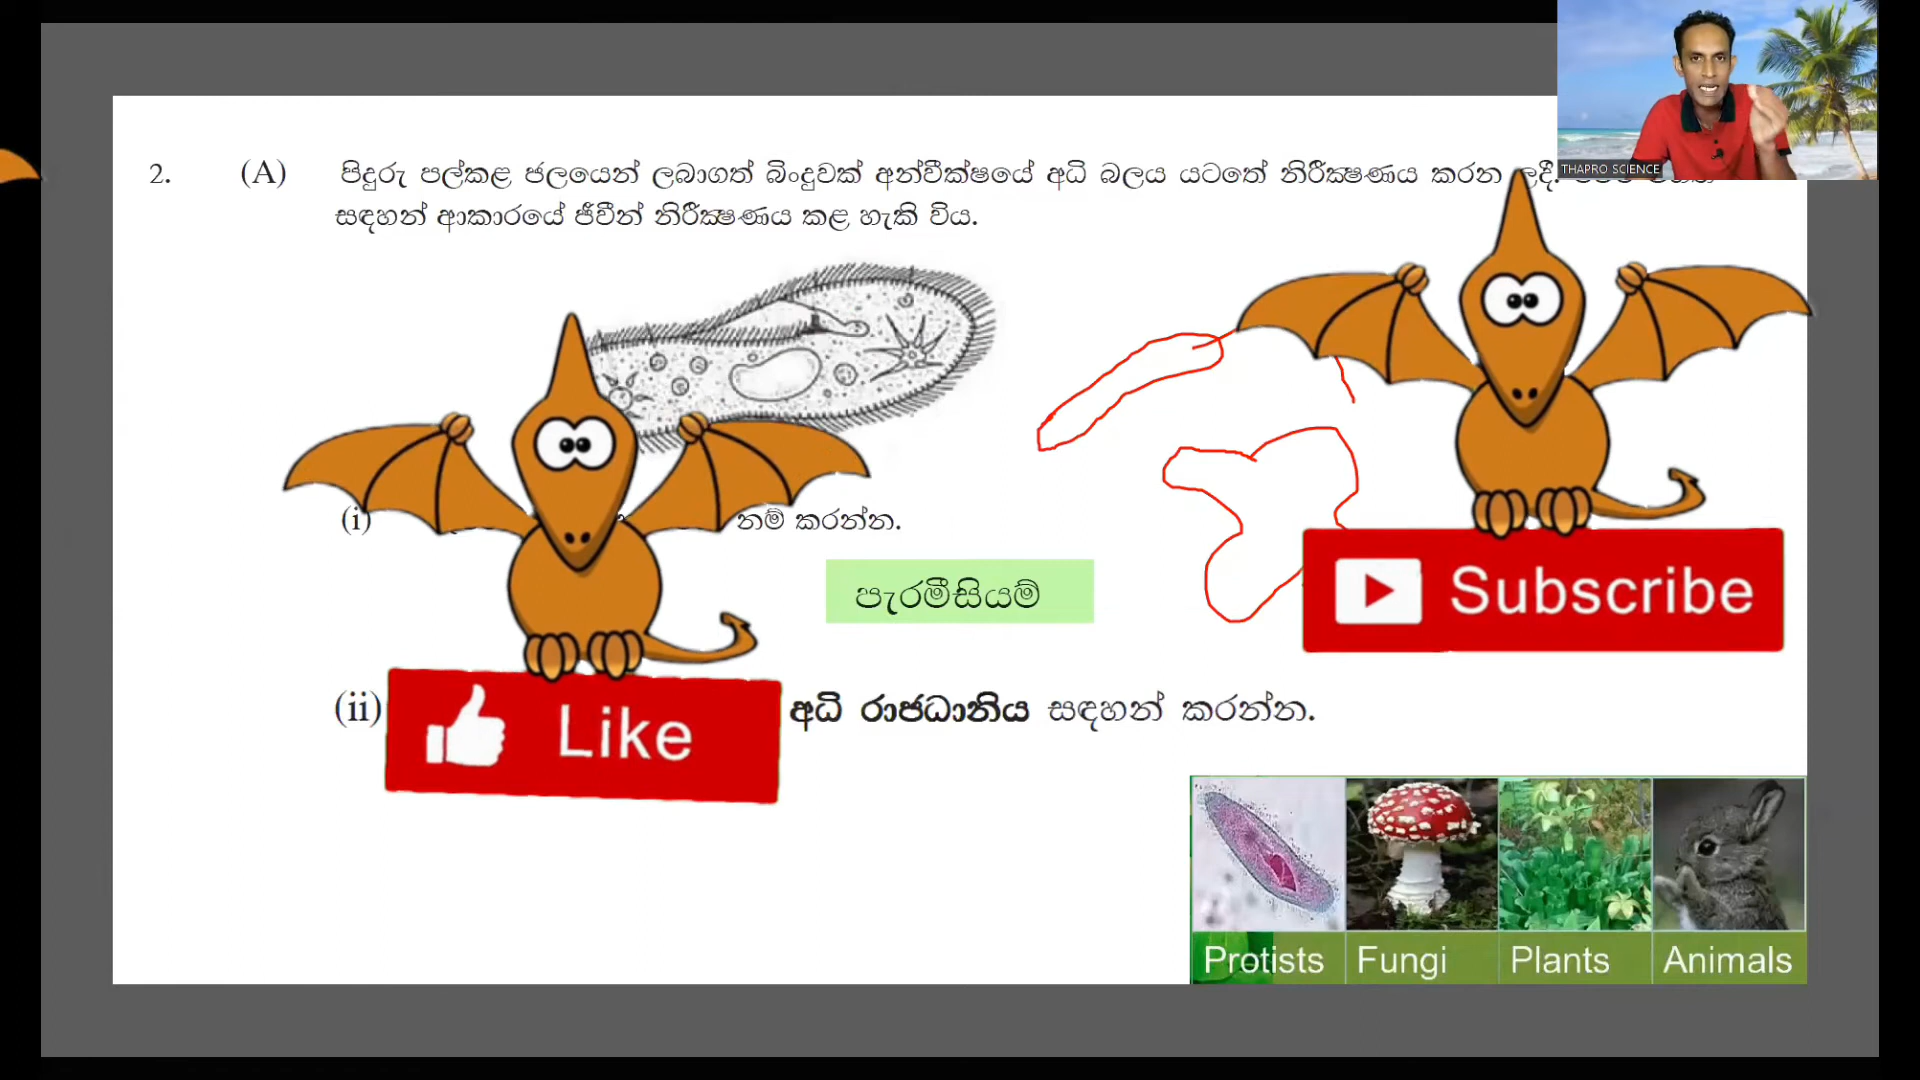 THAPRO SCIENCE
2. (A) පිදුරු පල්කළ ජලයෙන් ලබාගත් බිංදුවක් අන්වීක්ෂයේ අධි බලය යටතේ නිරීක්‍ෂණය කරන ලදී.
සඳහන් ආකාරයේ ජීවීන් නිරීක්‍ෂණය කළ හැකි විය.
(i) නම් කරන්න.
පැරමීසියම්
Subscribe
(ii) අධි රාජධානිය සඳහන් කරන්න.
Like
Protists Fungi Plants Animals